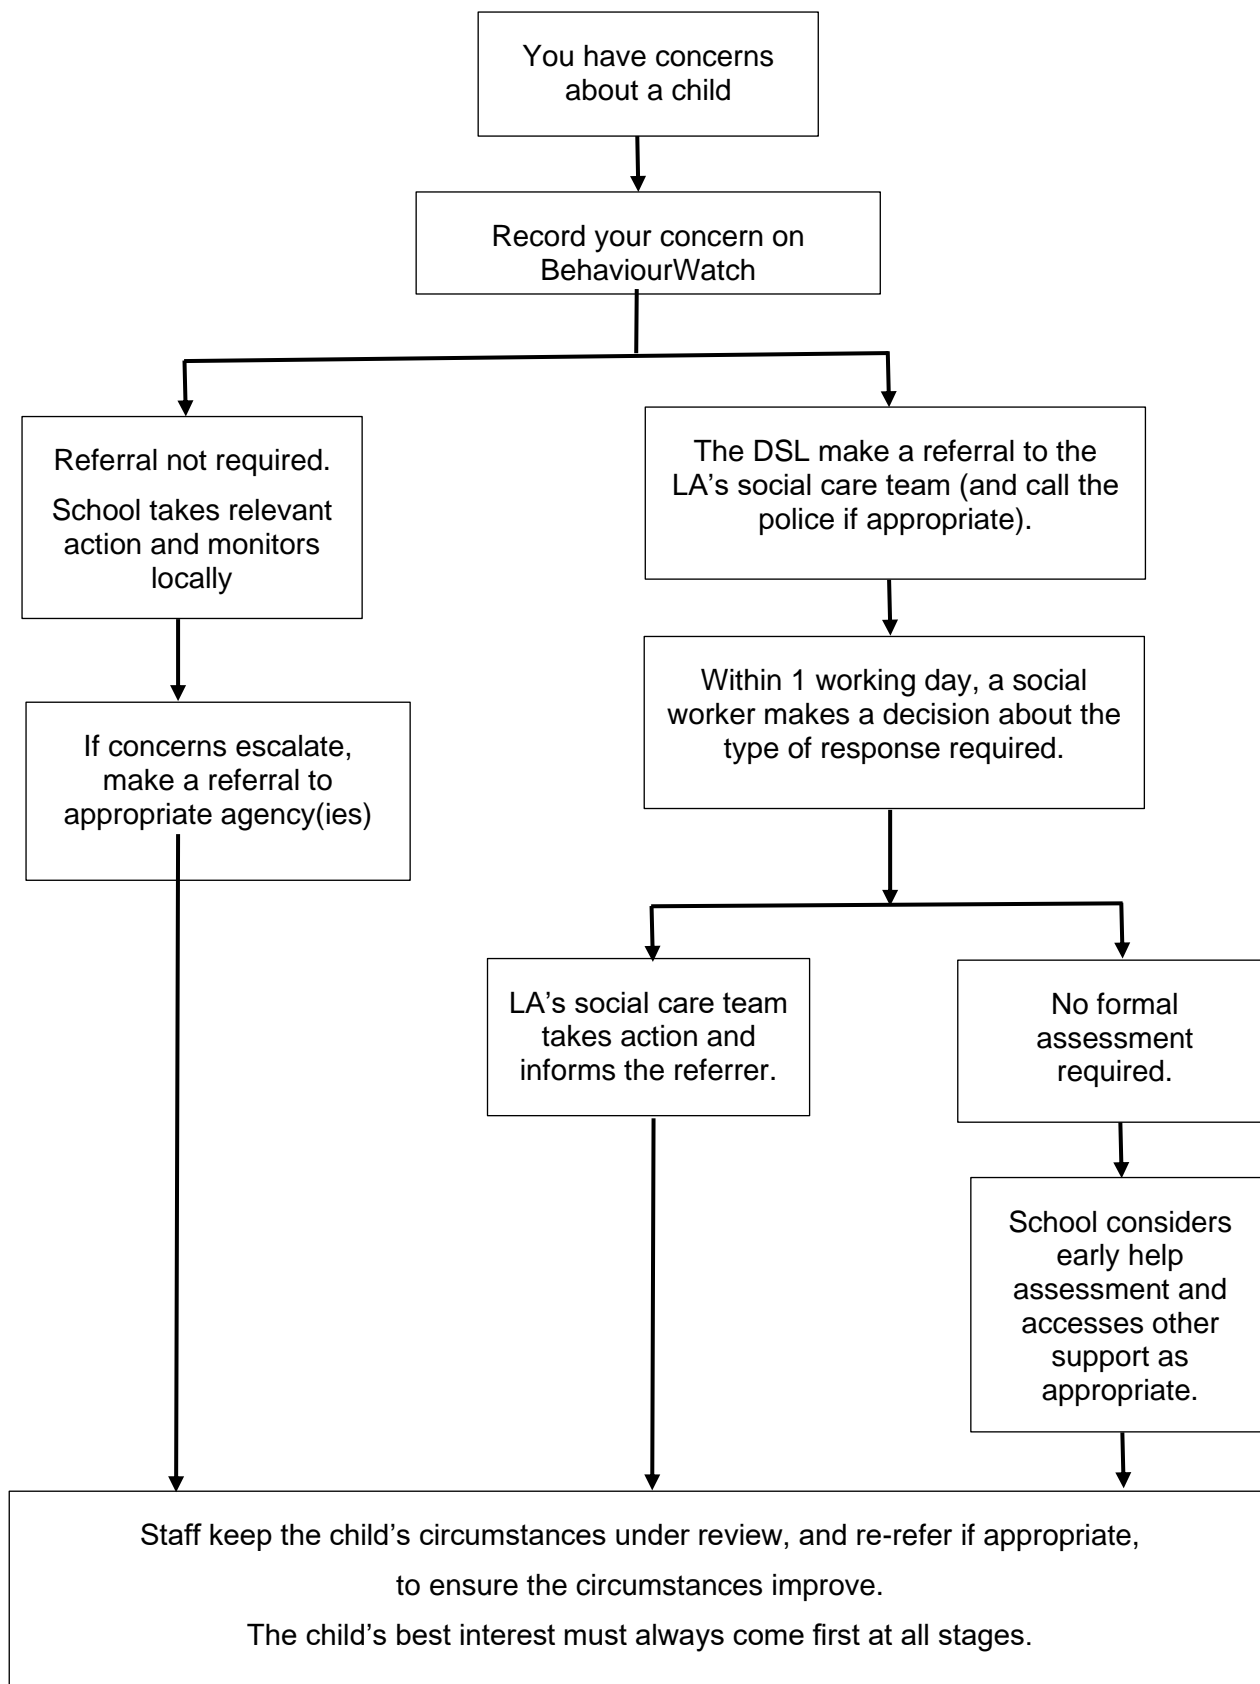 You have concerns
about a child
Record your concern on
BehaviourWatch
Referral not required.
School takes relevant
action and monitors
locally
If concerns escalate,
make a referral to
appropriate agency(ies)
The DSL make a referral to the
LA’s social care team (and call the
police if appropriate).
Within 1 working day, a social
worker makes a decision about the
type of response required.
LA’s social care team
takes action and
informs the referrer.
No formal
assessment
required.
School considers
early help
assessment and
accesses other
support as
appropriate.
Staff keep the child’s circumstances under review, and re-refer if appropriate,
to ensure the circumstances improve.
The child’s best interest must always come first at all stages.